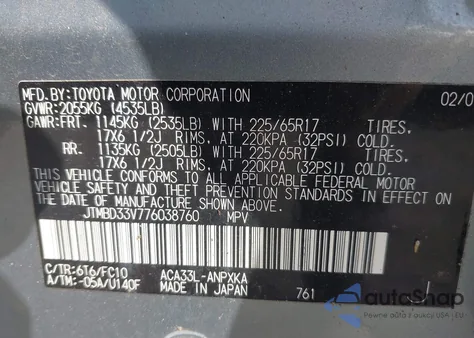 MFD.BY:TOYOTA MOTOR CORPORATION 02/0
GVWR:2055KG (4535LB)
GAWR:FRT. 1145KG (2535LB) WITH 225/65R17 TIRES,
17X6 1/2J RIMS, AT 220KPA (32PSI) COLD.
RR. 1135KG (2505LB) WITH 225/65R17 TIRES,
17X6 1/2J RIMS, AT 220KPA (32PSI) COLD.
THIS VEHICLE CONFORMS TO ALL APPLICABLE FEDERAL MOTOR
VEHICLE SAFETY AND STANDARDS IN EFFECT ON
THE DATE OF MANUFACTURE SHOWN ABOVE.
JTMBD33V776038760 MPV
C/TR:6T6/FC10 ACA33L-ANPXKA
A/TM:-05A/U140F MADE IN JAPAN 761
autoSnap